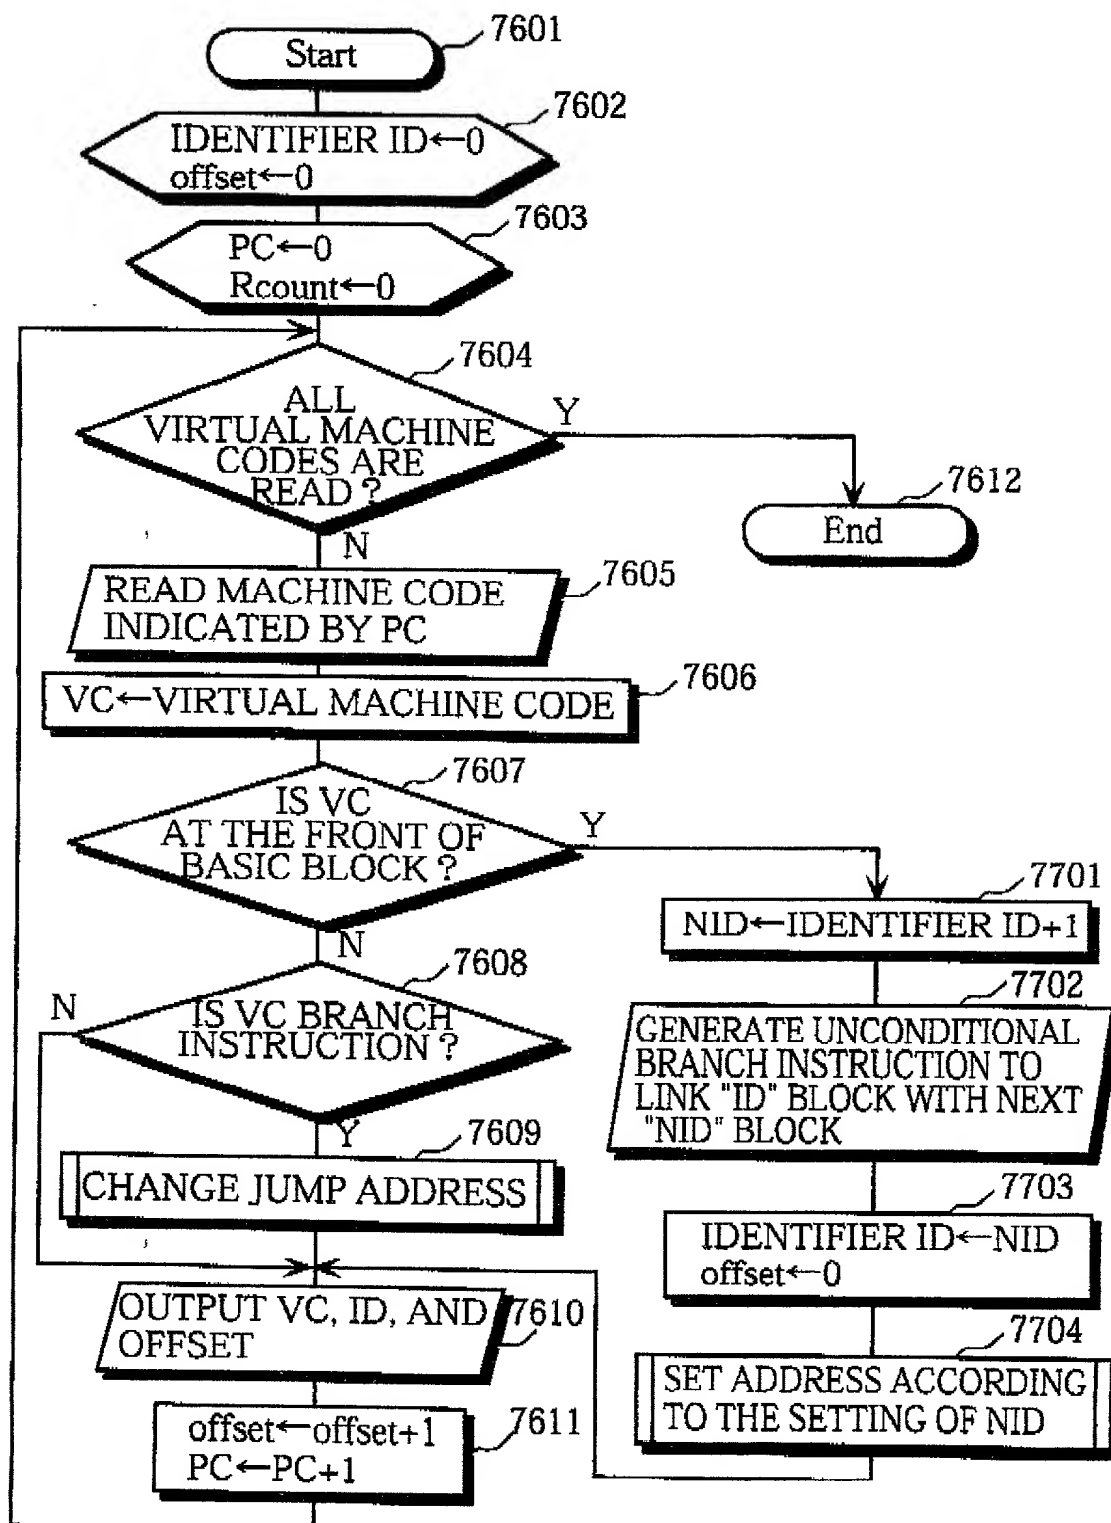 7601
Start
7602
IDENTIFIER ID←0
offset←0
7603
PC←0
Rcount←0
7604
ALL
VIRTUAL MACHINE
CODES ARE
READ ?
Y
N
7612
End
7605
READ MACHINE CODE
INDICATED BY PC
7606
VC←VIRTUAL MACHINE CODE
7607
IS VC
AT THE FRONT OF
BASIC BLOCK ?
Y
N
7608
IS VC BRANCH
INSTRUCTION ?
N
Y
7609
CHANGE JUMP ADDRESS
7610
OUTPUT VC, ID, AND
OFFSET
7611
offset←offset+1
PC←PC+1
7701
NID←IDENTIFIER ID+1
7702
GENERATE UNCONDITIONAL
BRANCH INSTRUCTION TO
LINK "ID" BLOCK WITH NEXT
"NID" BLOCK
7703
IDENTIFIER ID←NID
offset←0
7704
SET ADDRESS ACCORDING
TO THE SETTING OF NID